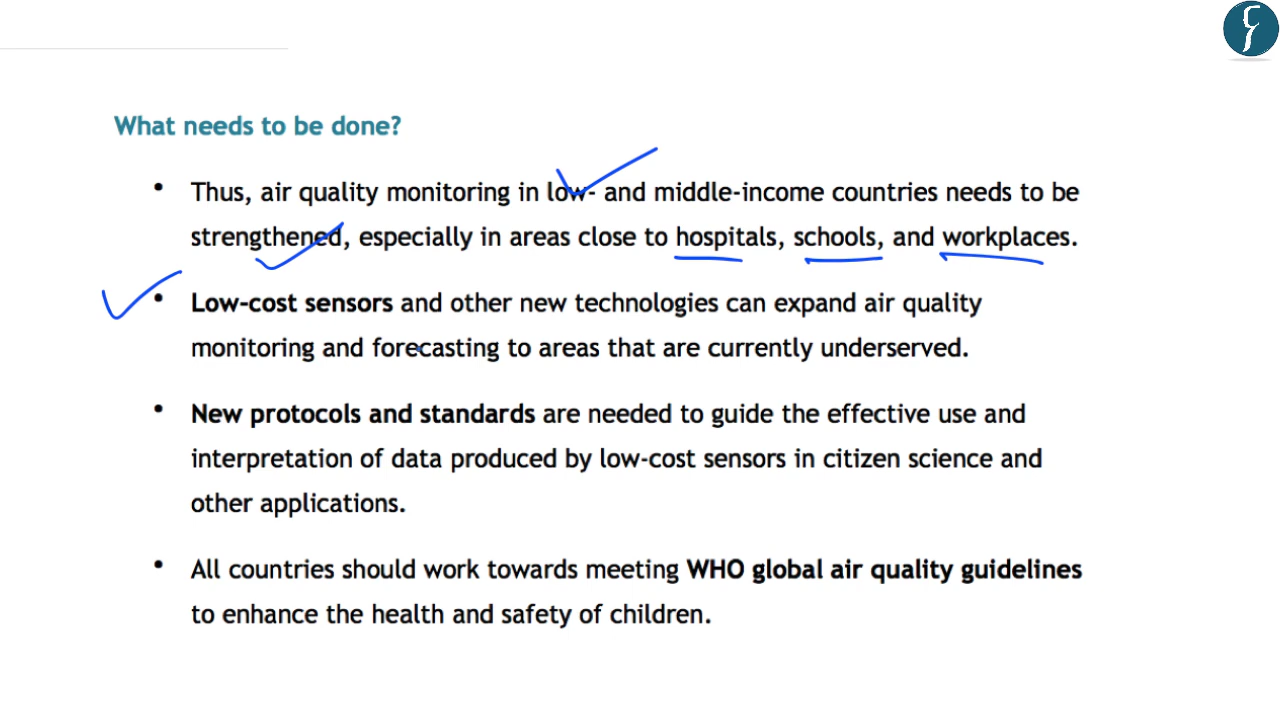 What needs to be done?
• Thus, air quality monitoring in low- and middle-income countries needs to be
strengthened, especially in areas close to hospitals, schools, and workplaces.
• Low-cost sensors and other new technologies can expand air quality
monitoring and forecasting to areas that are currently underserved.
• New protocols and standards are needed to guide the effective use and
interpretation of data produced by low-cost sensors in citizen science and
other applications.
• All countries should work towards meeting WHO global air quality guidelines
to enhance the health and safety of children.